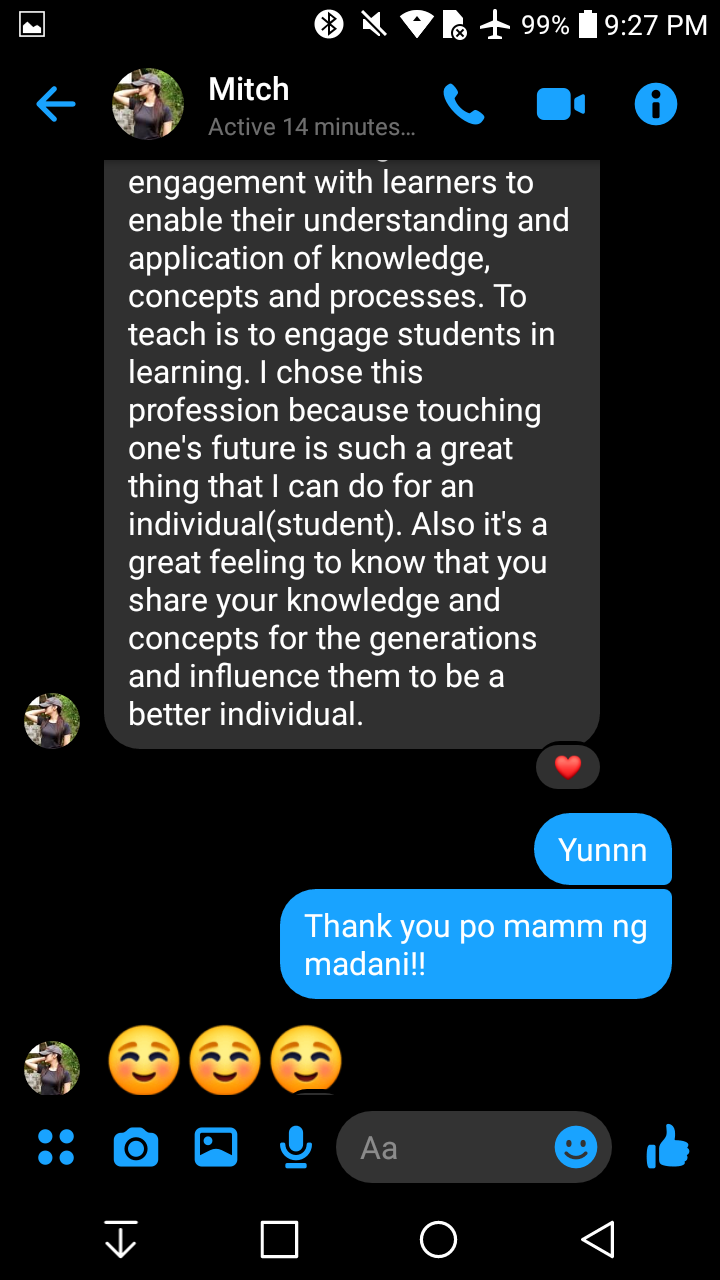 99% 9:27 PM
Mitch
Active 14 minutes...
engagement with learners to
enable their understanding and
application of knowledge,
concepts and processes. To
teach is to engage students in
learning. I chose this
profession because touching
one's future is such a great
thing that I can do for an
individual(student). Also it's a
great feeling to know that you
share your knowledge and
concepts for the generations
and influence them to be a
better individual.
Yunnn
Thank you po mamm ng
madani!!
Aa